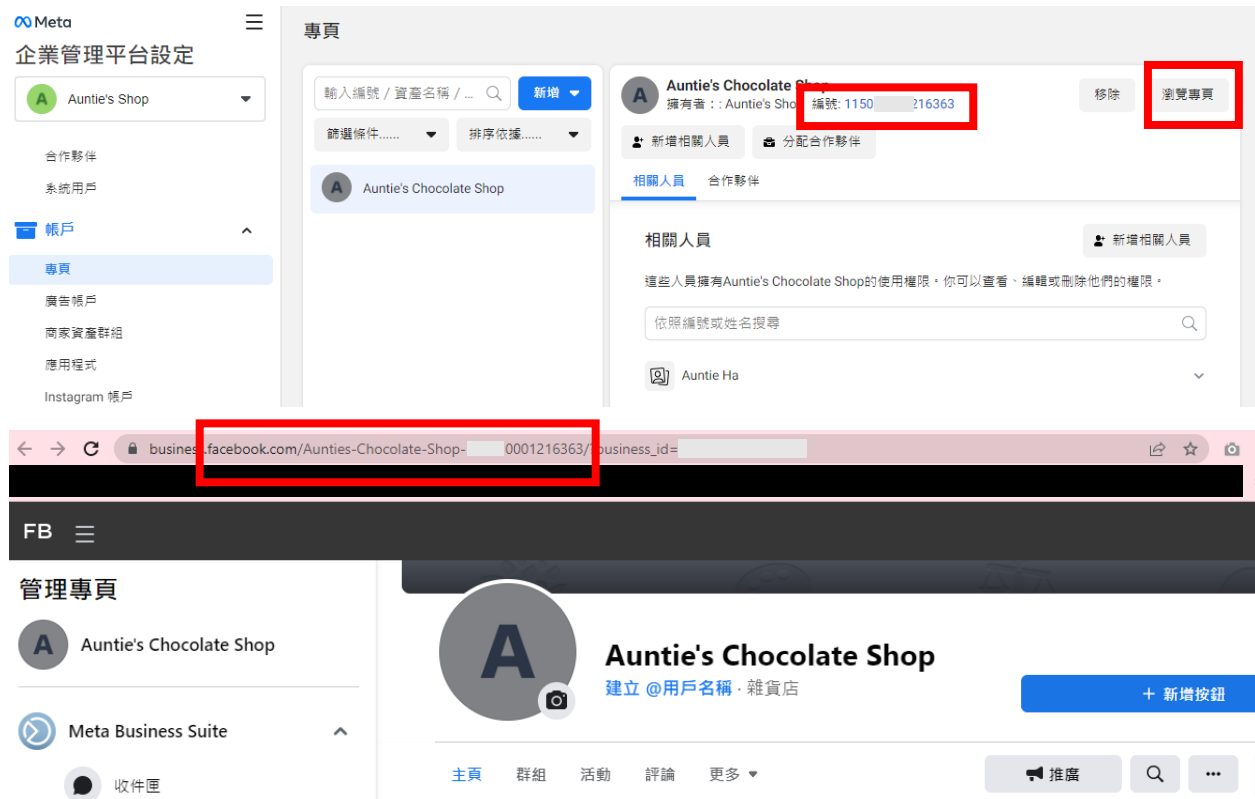 Meta
企業管理平台設定
A Auntie's Shop
合作夥伴
系統用戶
帳戶
專頁
廣告帳戶
商家資產群組
應用程式
Instagram 帳戶
專頁
輸入編號 / 資產名稱 / ...
新增
篩選條件......
排序依據......
A Auntie's Chocolate Shop
A
Auntie's Chocolate Shop
擁有者：: Auntie's Sho 編號: 1150 216363
移除
瀏覽專頁
新增相關人員
分配合作夥伴
相關人員
合作夥伴
相關人員
新增相關人員
這些人員擁有Auntie's Chocolate Shop的使用權限。你可以查看、編輯或刪除他們的權限。
依照編號或姓名搜尋
Auntie Ha
business.facebook.com/Aunties-Chocolate-Shop- 0001216363/?business_id=
FB
管理專頁
A Auntie's Chocolate Shop
Meta Business Suite
收件匣
A
Auntie's Chocolate Shop
建立 @用戶名稱 · 雜貨店
+ 新增按鈕
主頁
群組
活動
評論
更多
推廣